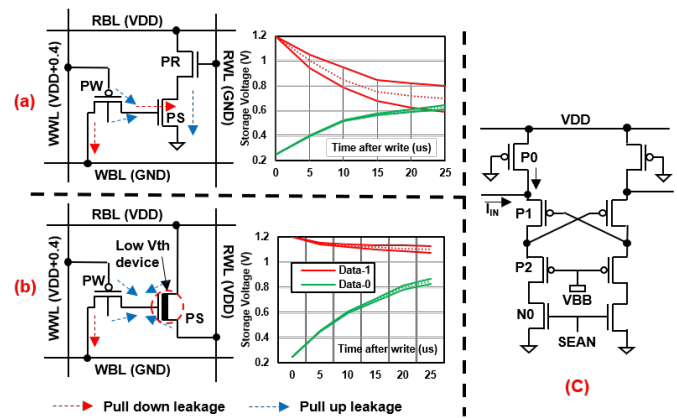 (a)
RBL (VDD)
WWL (VDD+0.4)
PW
PR
PS
RWL (GND)
WBL (GND)
Storage Voltage (V)
1.2
1.0
0.8
0.6
0.4
0.2
Time after write (us)
0 5 10 15 20 25
(b)
RBL (VDD)
WWL (VDD+0.4)
Low Vth
device
PW
PS
RWL (VDD)
WBL (GND)
Storage Voltage (V)
1.2
1.0
0.8
0.6
0.4
0.2
Data-1
Data-0
Time after write (us)
0 5 10 15 20 25
Pull down leakage
Pull up leakage
VDD
P0
IIN
P1
P2
VBB
N0
SEAN
(C)